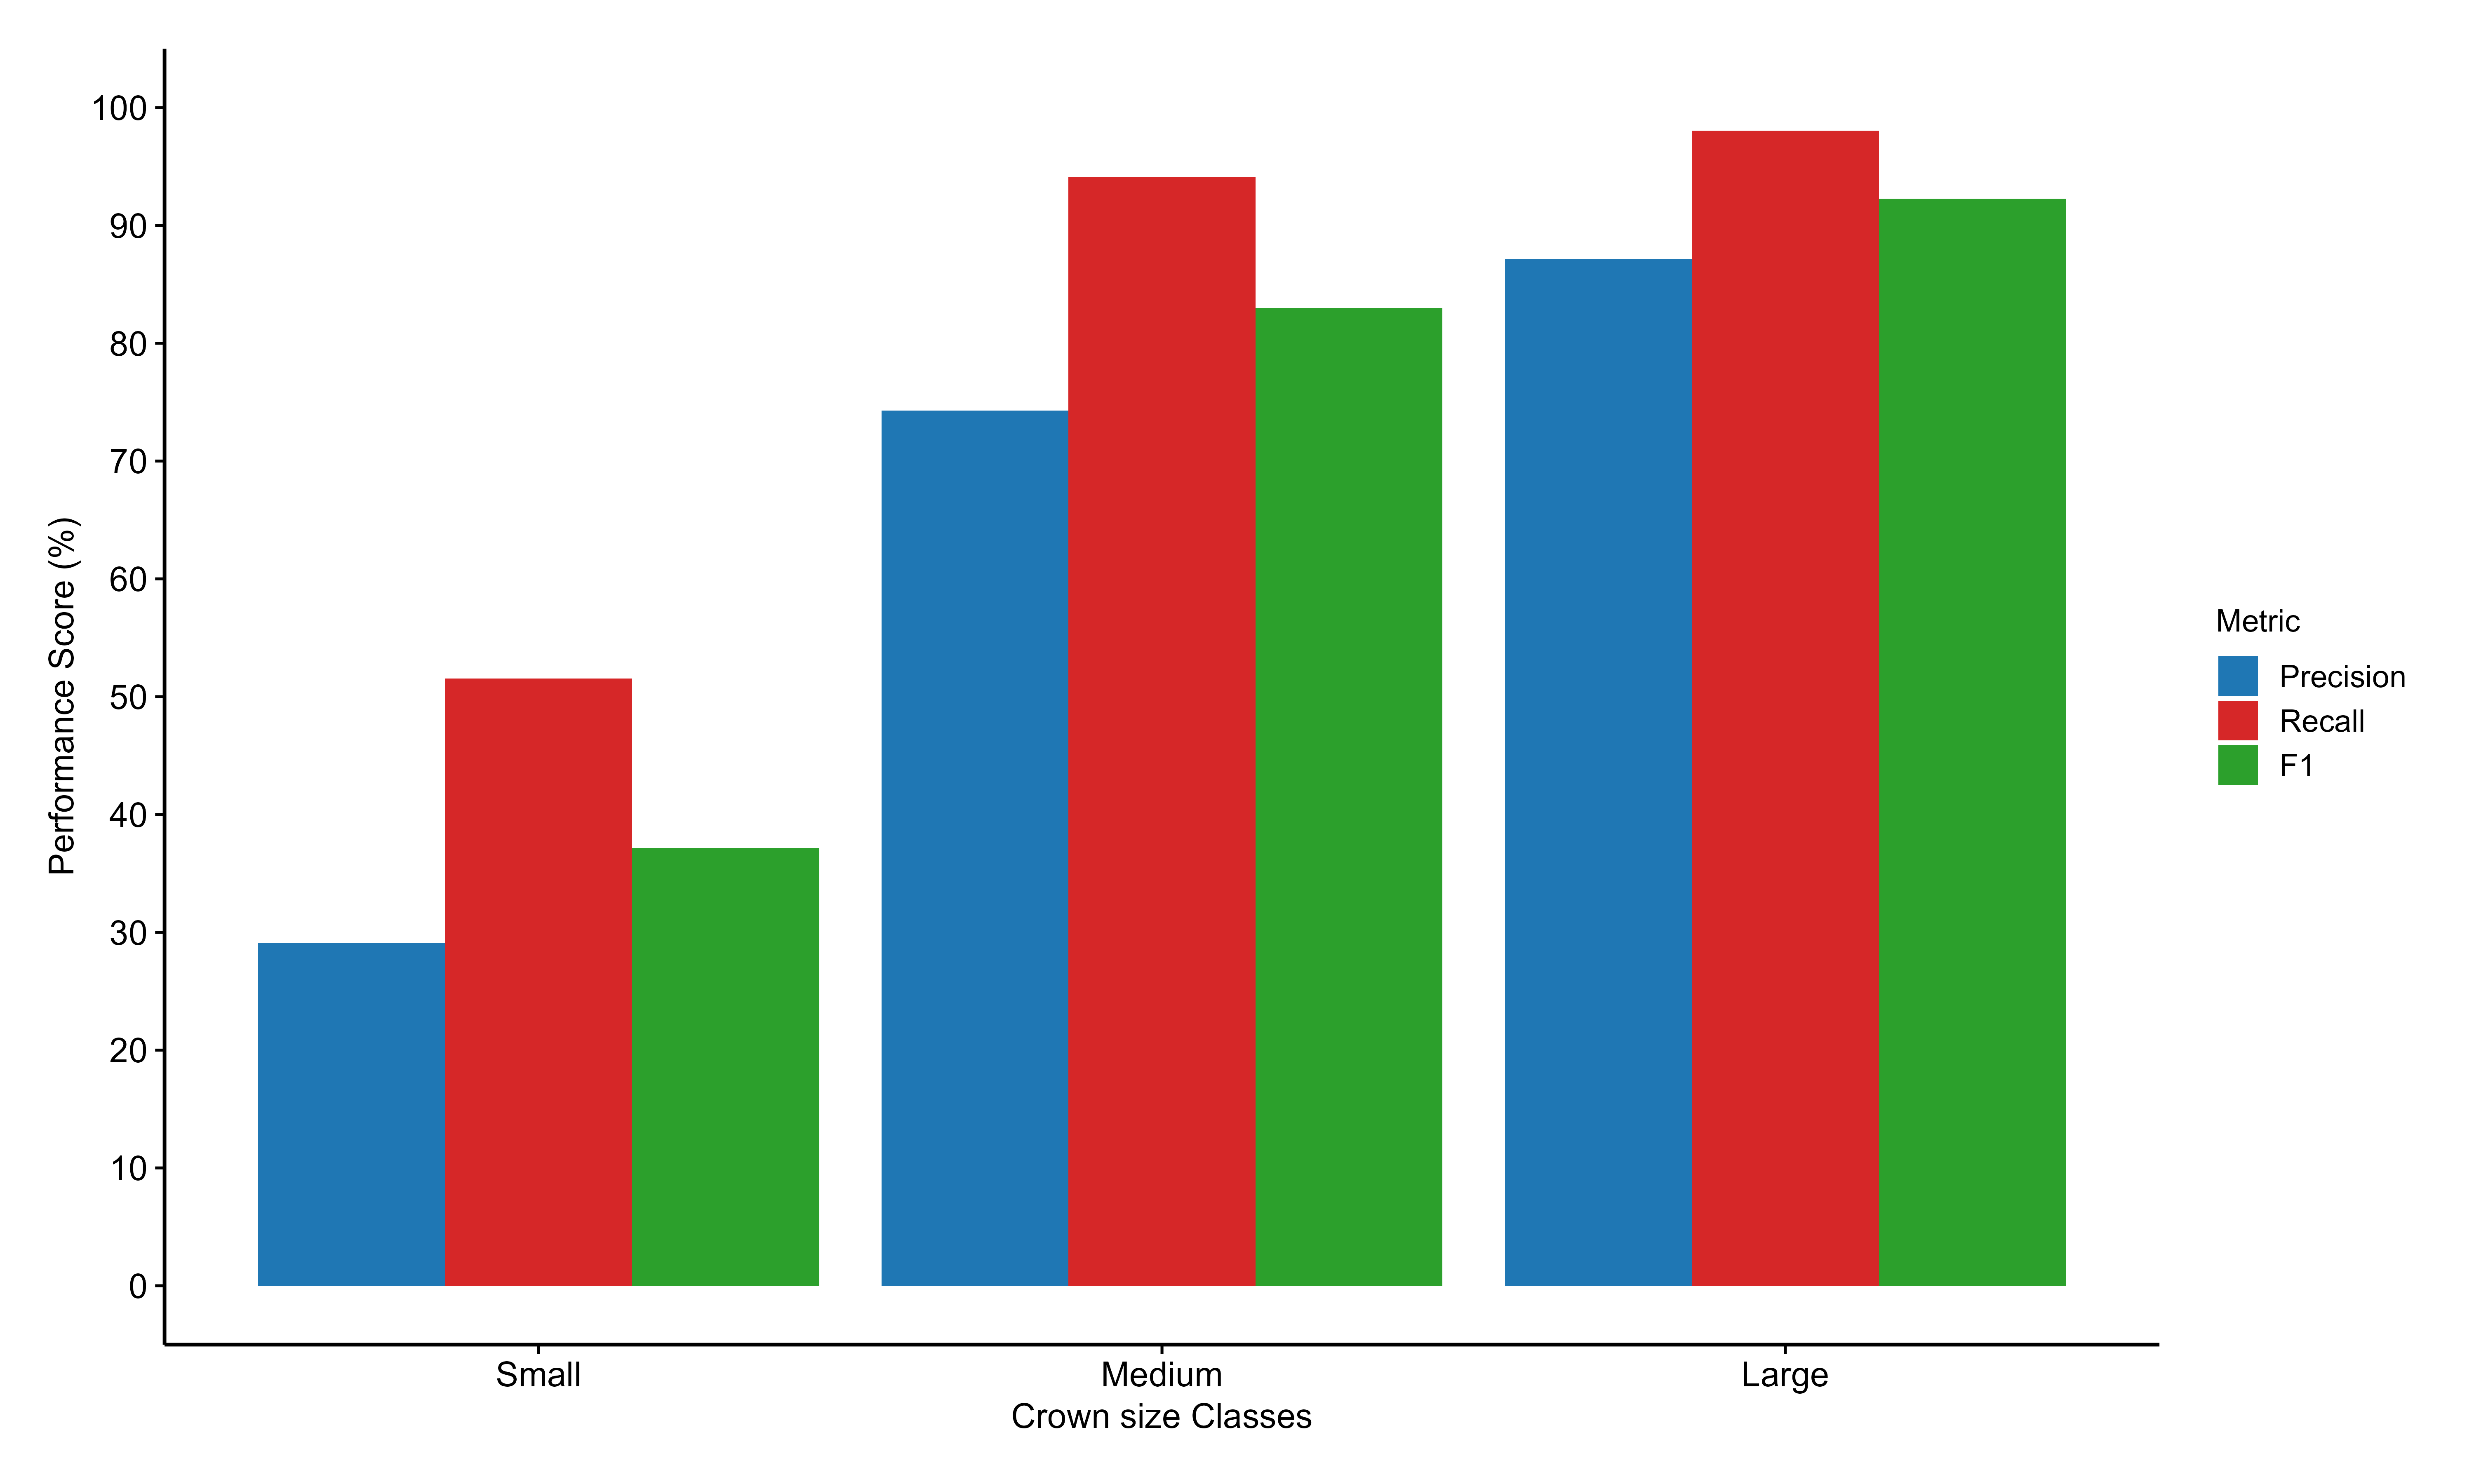 100
90
80
70
60
50
40
30
20
10
0
Performance Score (%)
Small Medium Large
Crown size Classes
Metric
Precision
Recall
F1